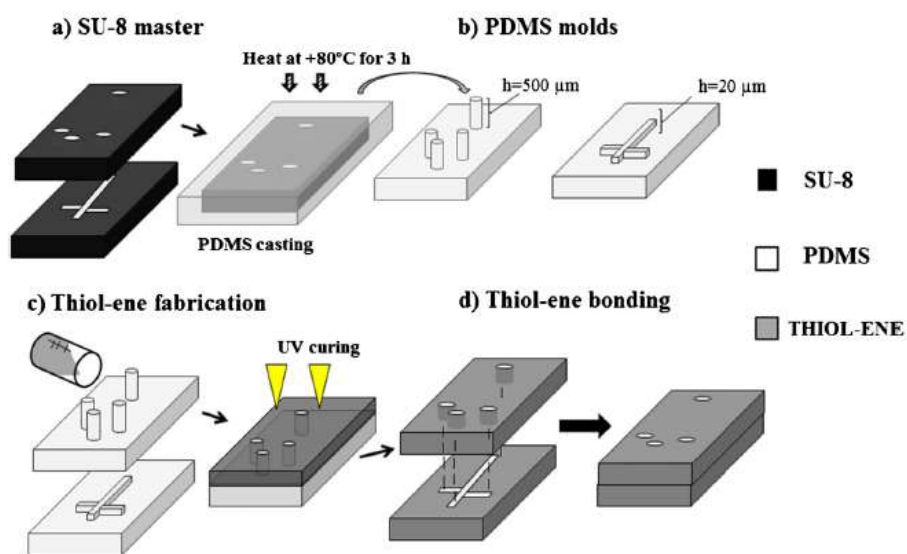 a) SU-8 master
b) PDMS molds
Heat at +80ºC for 3 h
h=500 µm
h=20 µm
PDMS casting
SU-8
PDMS
THIOL-ENE
c) Thiol-ene fabrication
d) Thiol-ene bonding
UV curing